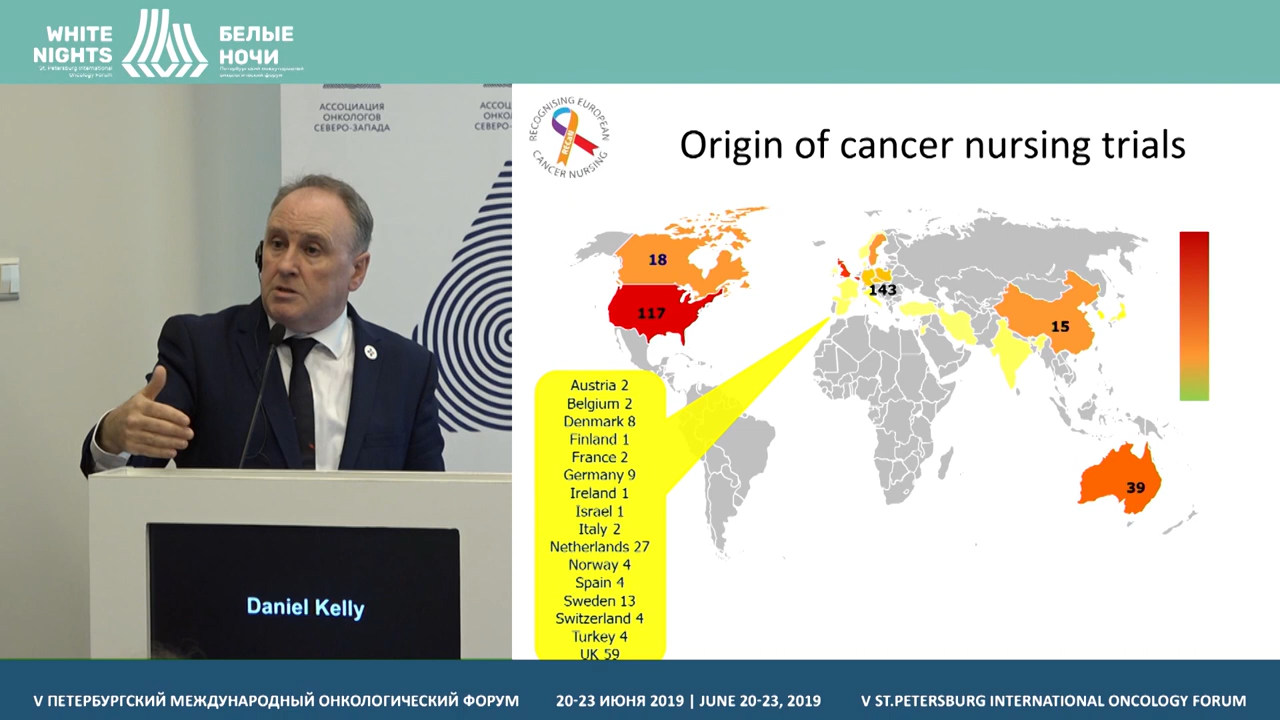 WHITE
NIGHTS
St. Petersburg International
Oncology Forum
БЕЛЫЕ
НОЧИ
Петербургский международный
онкологический форум
АССОЦИАЦИЯ
ОНКОЛОГОВ
СЕВЕРО-ЗАПАДА
RECOGNISING EUROPEAN
CANCER NURSING
RECaN
Origin of cancer nursing trials
18
117
143
15
39
Austria 2
Belgium 2
Denmark 8
Finland 1
France 2
Germany 9
Ireland 1
Israel 1
Italy 2
Netherlands 27
Norway 4
Spain 4
Sweden 13
Switzerland 4
Turkey 4
UK 59
Daniel Kelly
V ПЕТЕРБУРГСКИЙ МЕЖДУНАРОДНЫЙ ОНКОЛОГИЧЕСКИЙ ФОРУМ
20-23 ИЮНЯ 2019 | JUNE 20-23, 2019
V ST.PETERSBURG INTERNATIONAL ONCOLOGY FORUM